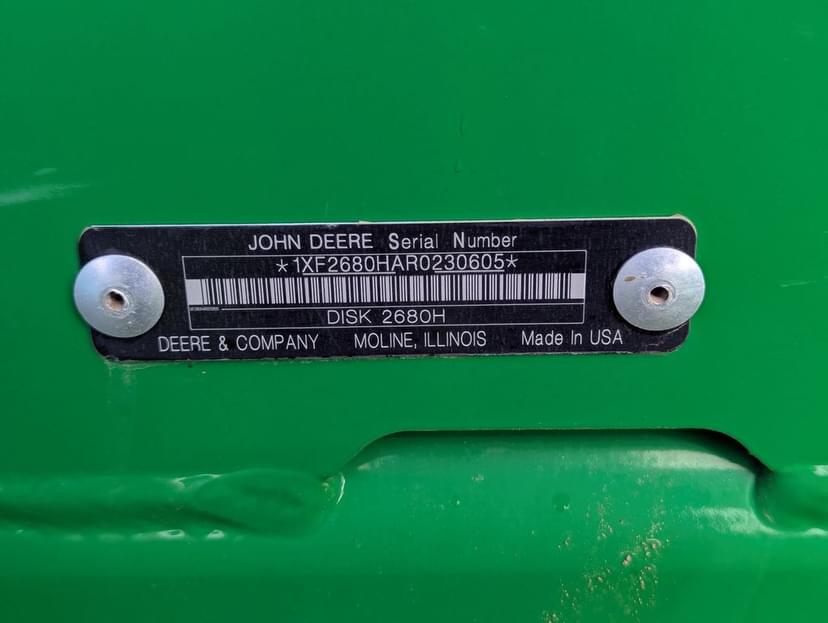 JOHN DEERE Serial Number
*1XF2680HAR0230605*
DISK 2680H
DEERE & COMPANY MOLINE, ILLINOIS Made In USA